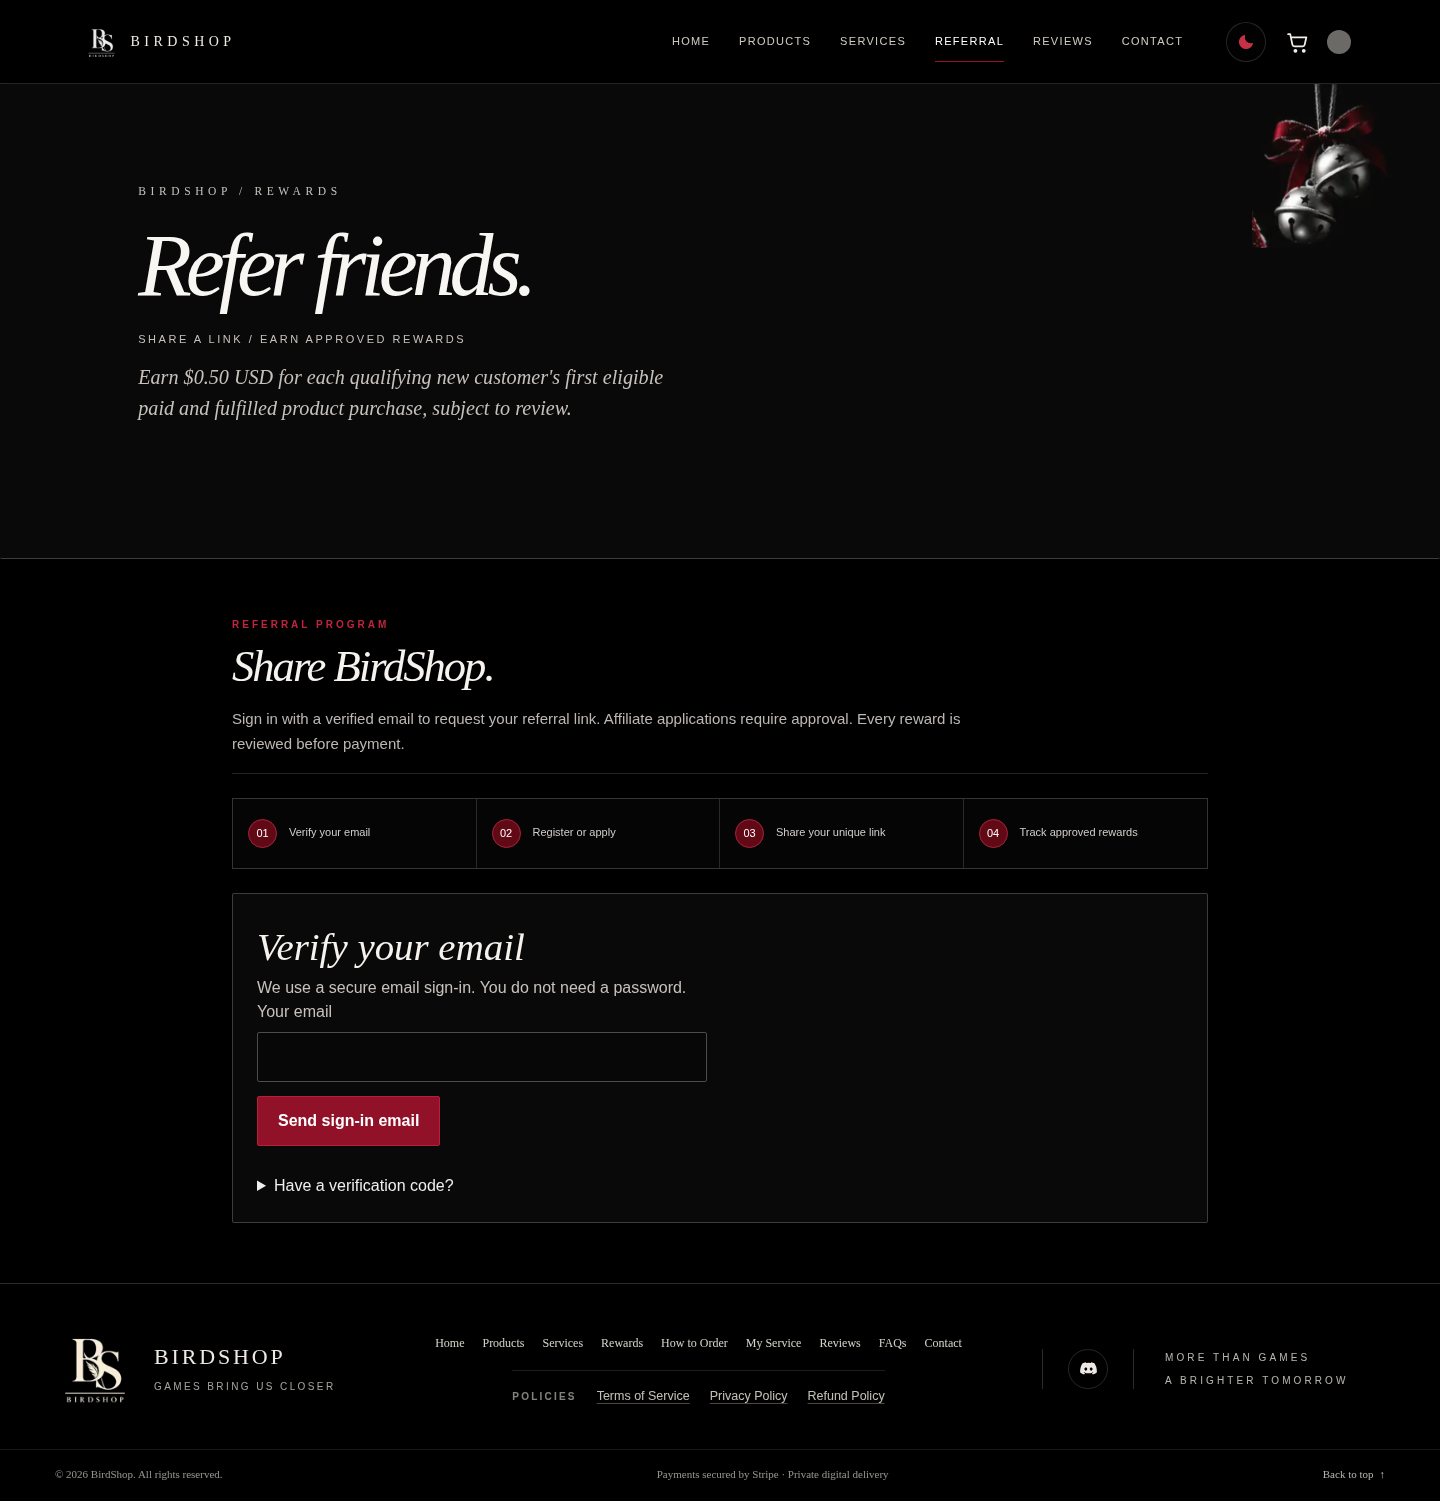 BS
BIRDSHOP
BIRDSHOP
HOME
PRODUCTS
SERVICES
REFERRAL
REVIEWS
CONTACT
BIRDSHOP / REWARDS
Refer friends.
SHARE A LINK / EARN APPROVED REWARDS
Earn $0.50 USD for each qualifying new customer's first eligible
paid and fulfilled product purchase, subject to review.
REFERRAL PROGRAM
Share BirdShop.
Sign in with a verified email to request your referral link. Affiliate applications require approval. Every reward is
reviewed before payment.
01 Verify your email
02 Register or apply
03 Share your unique link
04 Track approved rewards
Verify your email
We use a secure email sign-in. You do not need a password.
Your email
Send sign-in email
Have a verification code?
BS
BIRDSHOP
BIRDSHOP
GAMES BRING US CLOSER
Home Products Services Rewards How to Order My Service Reviews FAQs Contact
POLICIES Terms of Service Privacy Policy Refund Policy
MORE THAN GAMES
A BRIGHTER TOMORROW
© 2026 BirdShop. All rights reserved.
Payments secured by Stripe · Private digital delivery
Back to top ↑